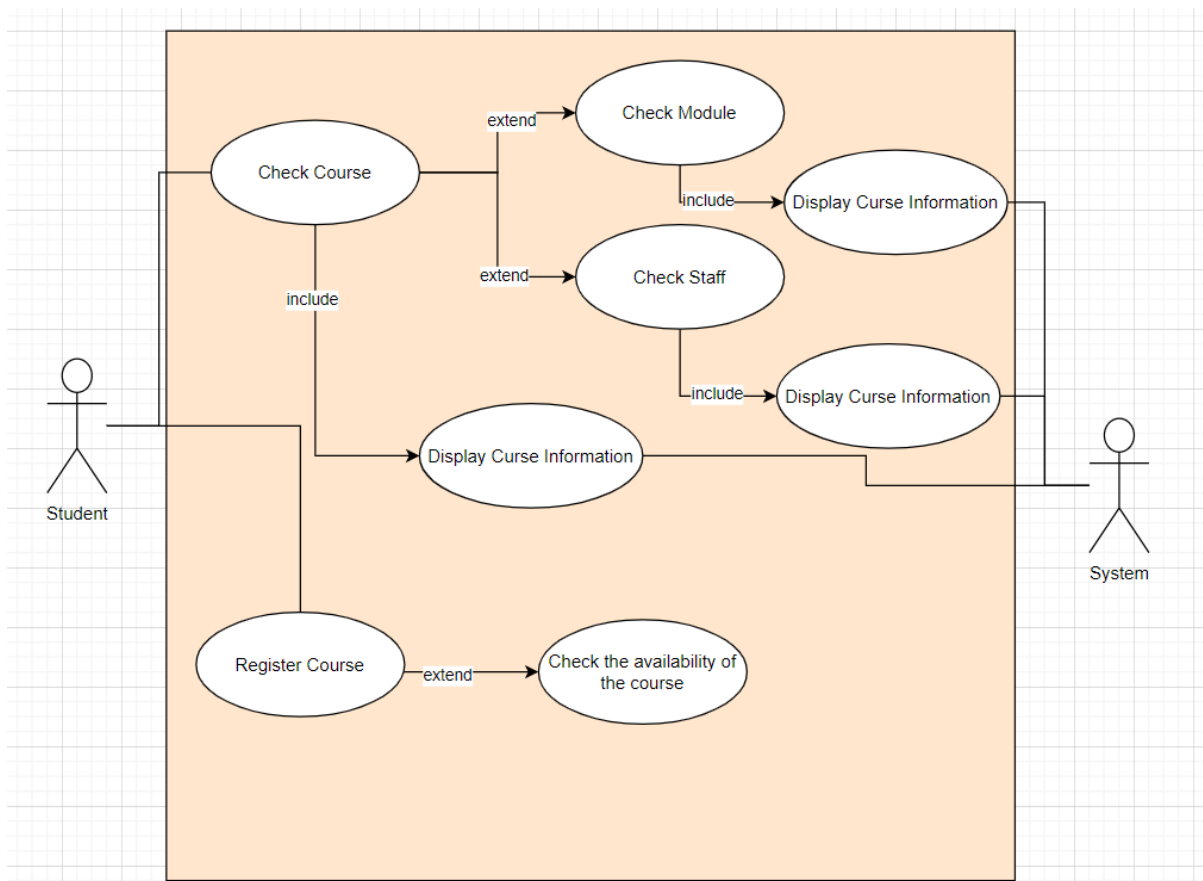 extend
Check Module
Check Course
include
Display Curse Information
extend
Check Staff
include
include
Display Curse Information
Display Curse Information
Student
System
Register Course
extend
Check the availability of
the course